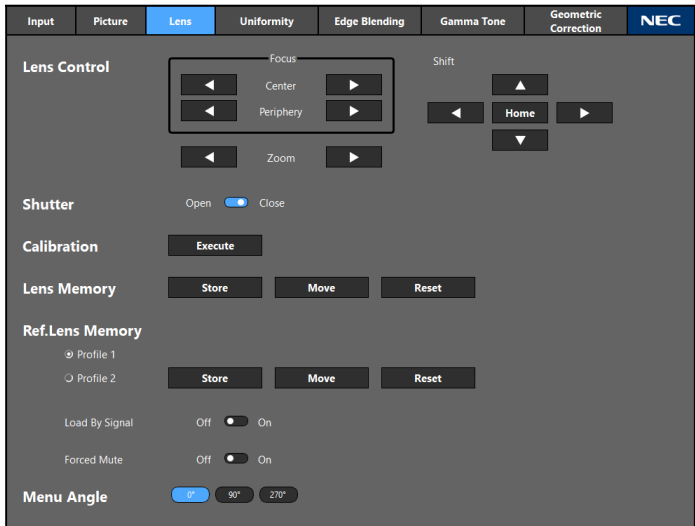 Input Picture Lens Uniformity Edge Blending Gamma Tone Geometric Correction NEC
Lens Control
Focus
Shift
Center
Periphery
Home
Zoom
Shutter Open Close
Calibration Execute
Lens Memory Store Move Reset
Ref.Lens Memory
Profile 1
Profile 2 Store Move Reset
Load By Signal Off On
Forced Mute Off On
Menu Angle 0° 90° 270°